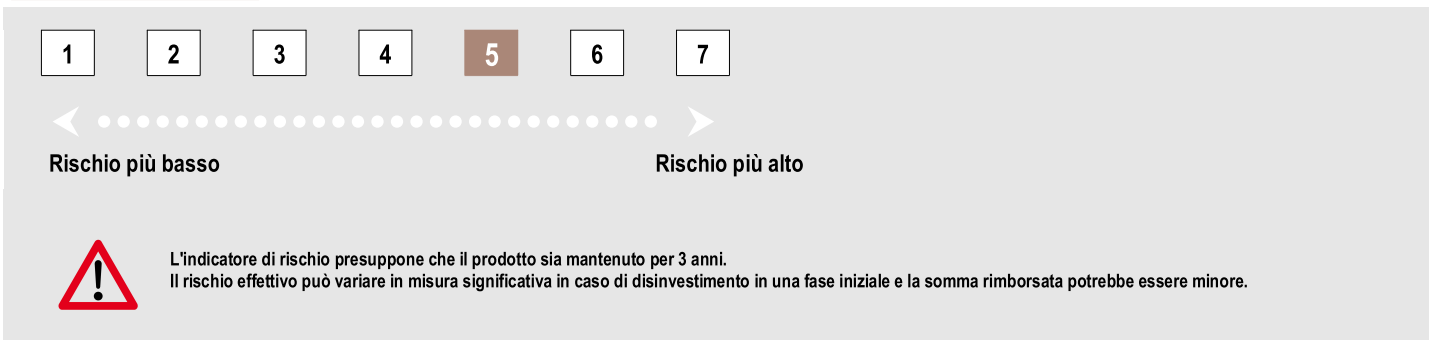 1 2 3 4 5 6 7
Rischio più basso Rischio più alto
L'indicatore di rischio presuppone che il prodotto sia mantenuto per 3 anni.
Il rischio effettivo può variare in misura significativa in caso di disinvestimento in una fase iniziale e la somma rimborsata potrebbe essere minore.